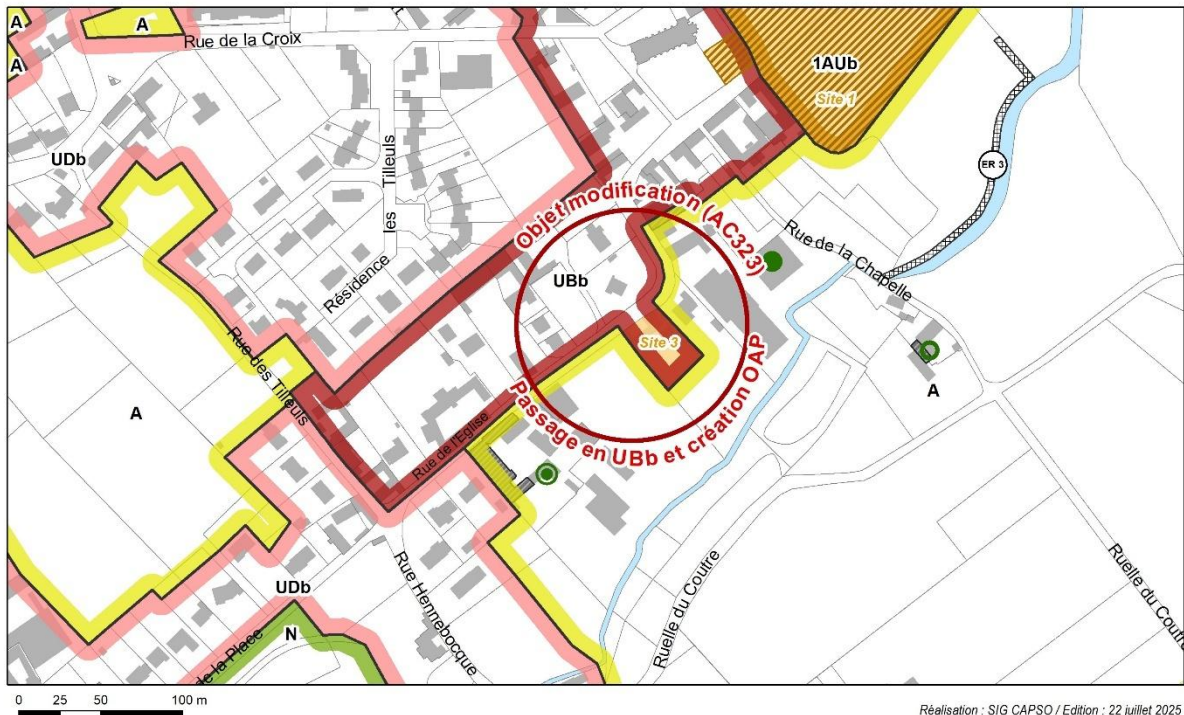 A
A
A
Rue de la Croix
1AUb
Site 1
UDb
les Tilleuls
ER 3
Objet modification (AC323)
Rue de la Chapelle
UBb
Résidence
Site 3
Rue des Tilleuls
A
A
Passage en UBb et création OAP
Rue de l'Eglise
UDb
Rue Hennebocque
Ruelle du Coutre
Ruelle du Coutre
N
de la Place
0 25 50 100 m
Réalisation : SIG CAPSO / Edition : 22 juillet 2025